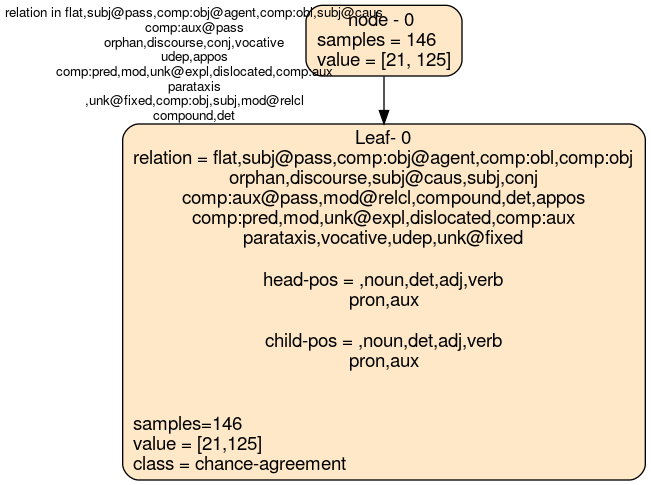 relation in flat,subj@pass,comp:obj@agent,comp:obl,subj@caus
comp:aux@pass
orphan,discourse,conj,vocative
udep,appos
comp:pred,mod,unk@expl,dislocated,comp:aux
parataxis
,unk@fixed,comp:obj,subj,mod@relcl
compound,det
node - 0
samples = 146
value = [21, 125]
Leaf- 0
relation = flat,subj@pass,comp:obj@agent,comp:obl,comp:obj
orphan,discourse,subj@caus,subj,conj
comp:aux@pass,mod@relcl,compound,det,appos
comp:pred,mod,unk@expl,dislocated,comp:aux
parataxis,vocative,udep,unk@fixed
head-pos = ,noun,det,adj,verb
pron,aux
child-pos = ,noun,det,adj,verb
pron,aux
samples=146
value = [21,125]
class = chance-agreement